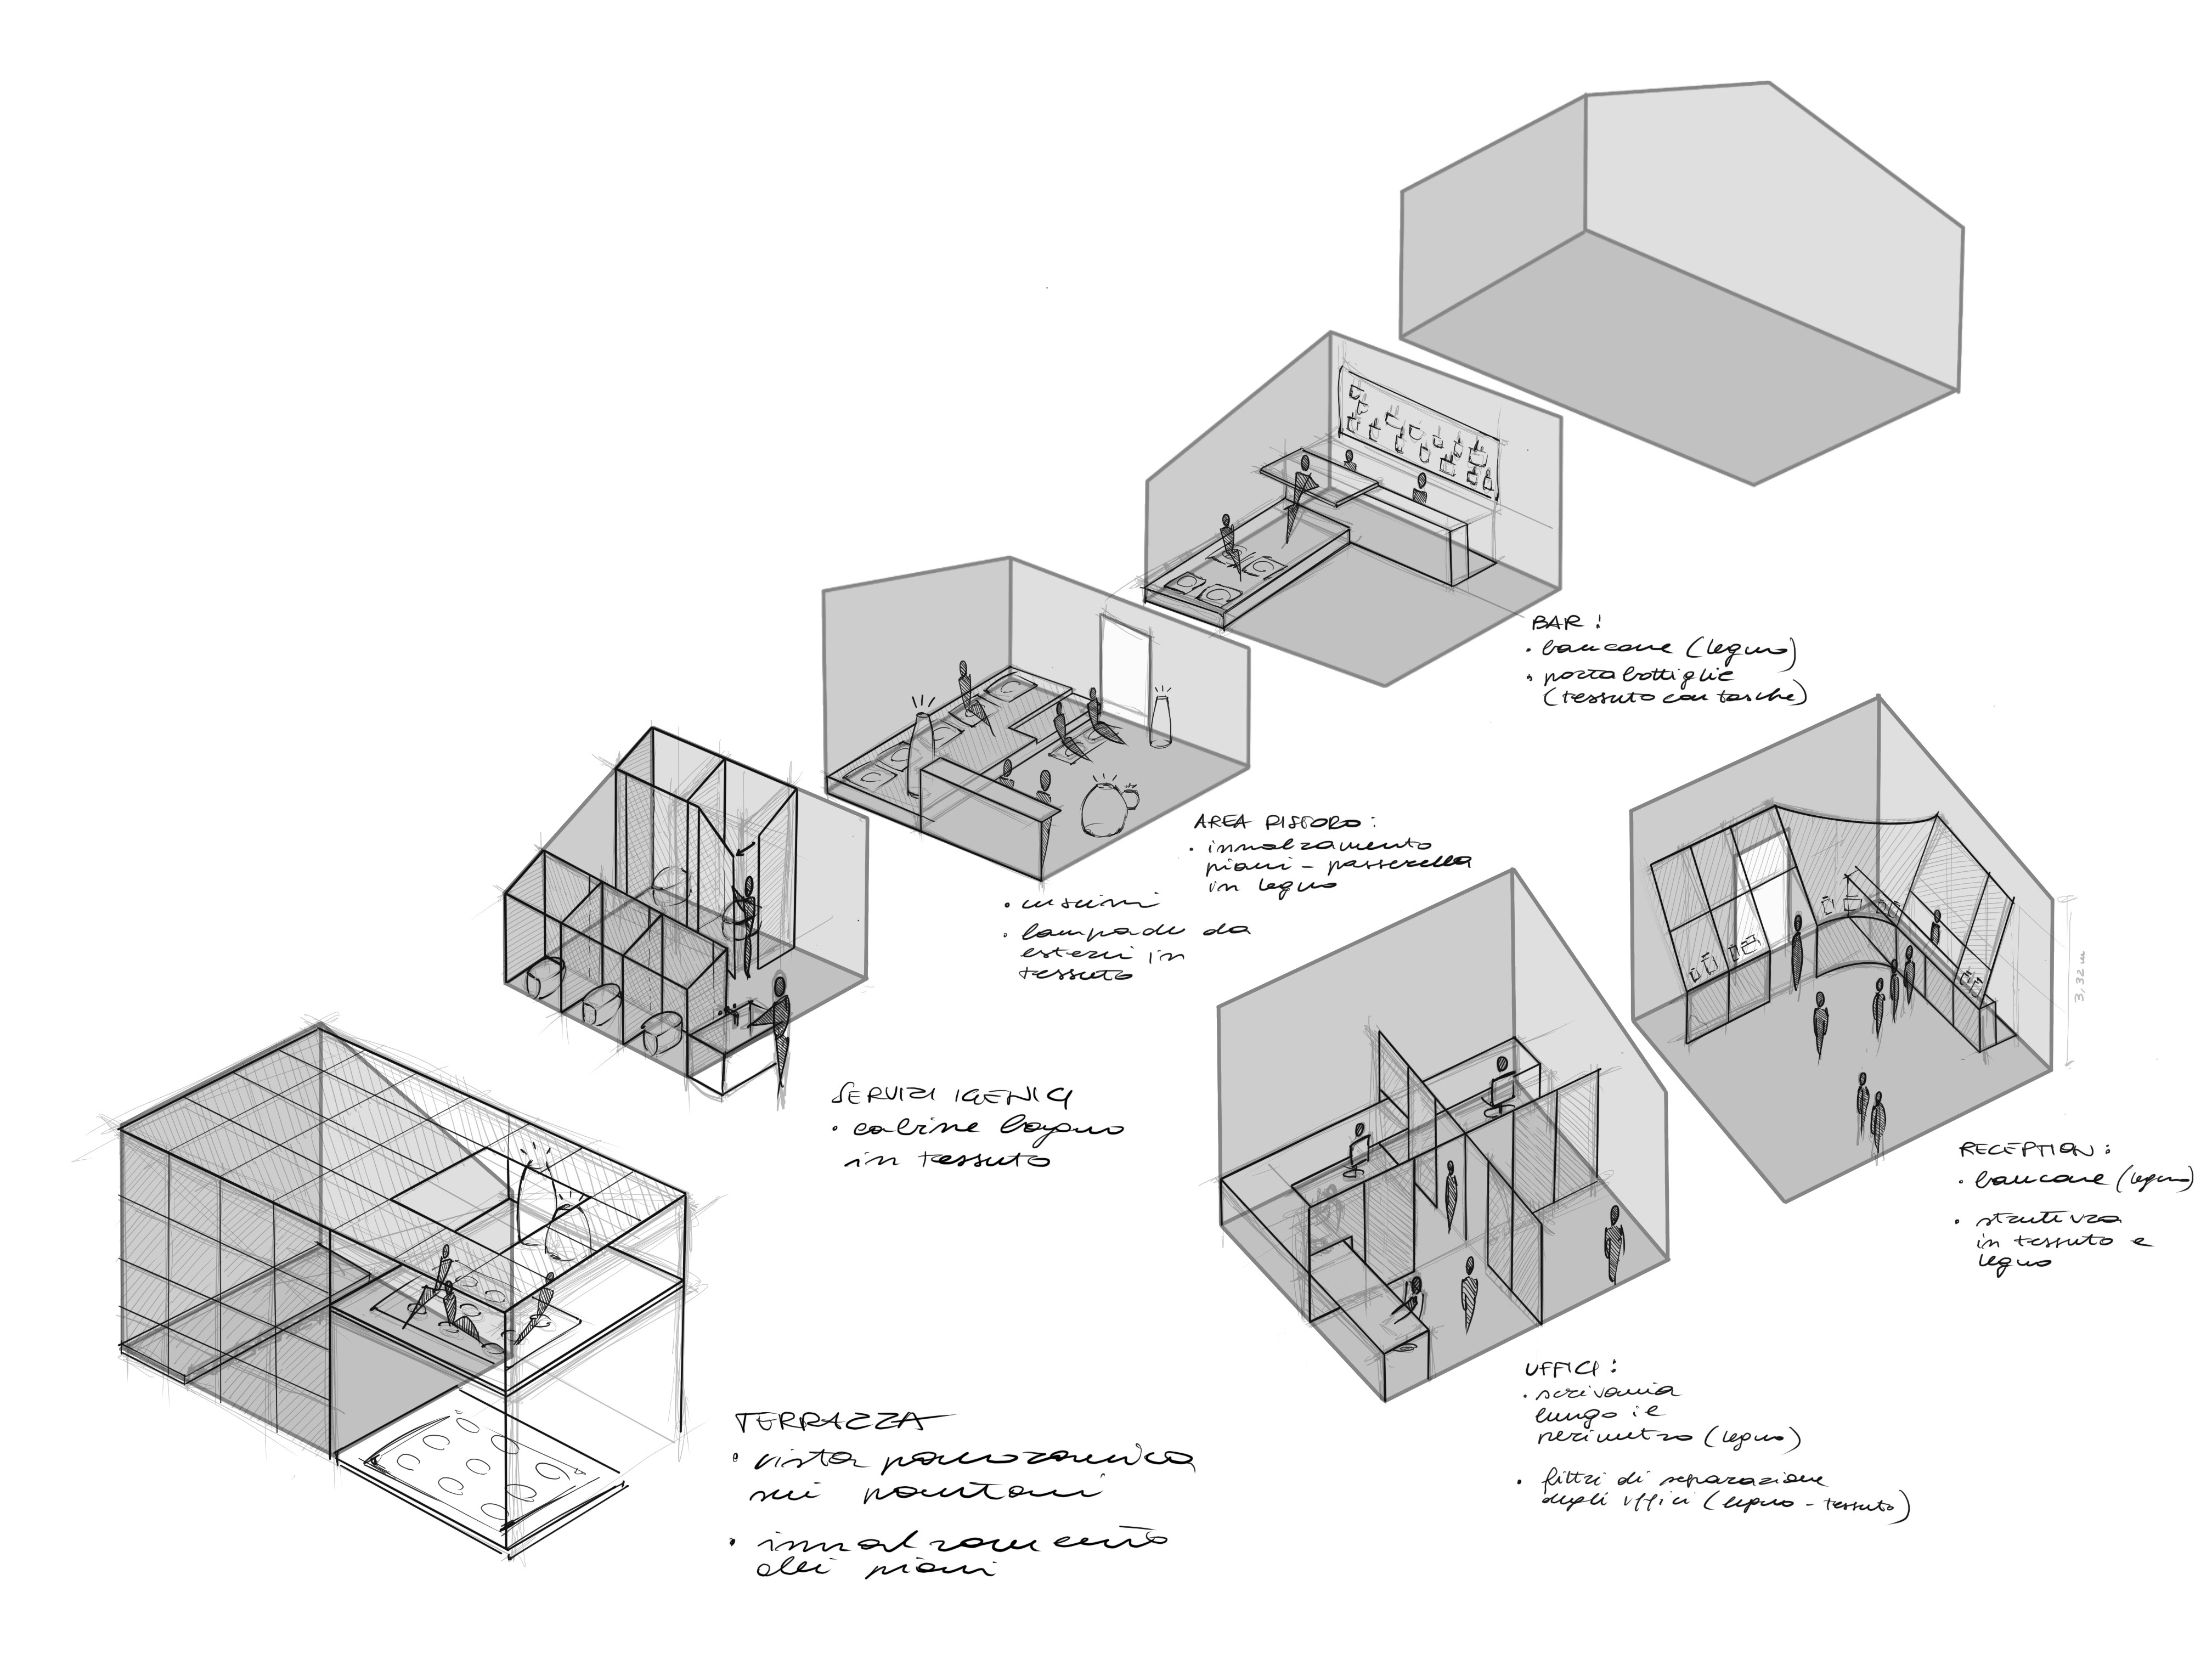 BAR:
• bancone (legno)
• porta bottiglie
(tessuto con tasche)
AREA RISTORO:
• innalzamento
piani - passerella
in legno
• cuscini
• lampade da
esterni in
tessuto
SERVIZI IGENICI
• cabine bagno
in tessuto
TERRAZZA
• vista panoramica
sui pantani
• innalzamento
dei piani
3,32 m
RECEPTION:
• bancone (legno)
• struttura
in tessuto e
legno
UFFICI:
• scrivania
lungo il
perimetro (legno)
• filtri di separazione
degli uffici (legno - tessuto)